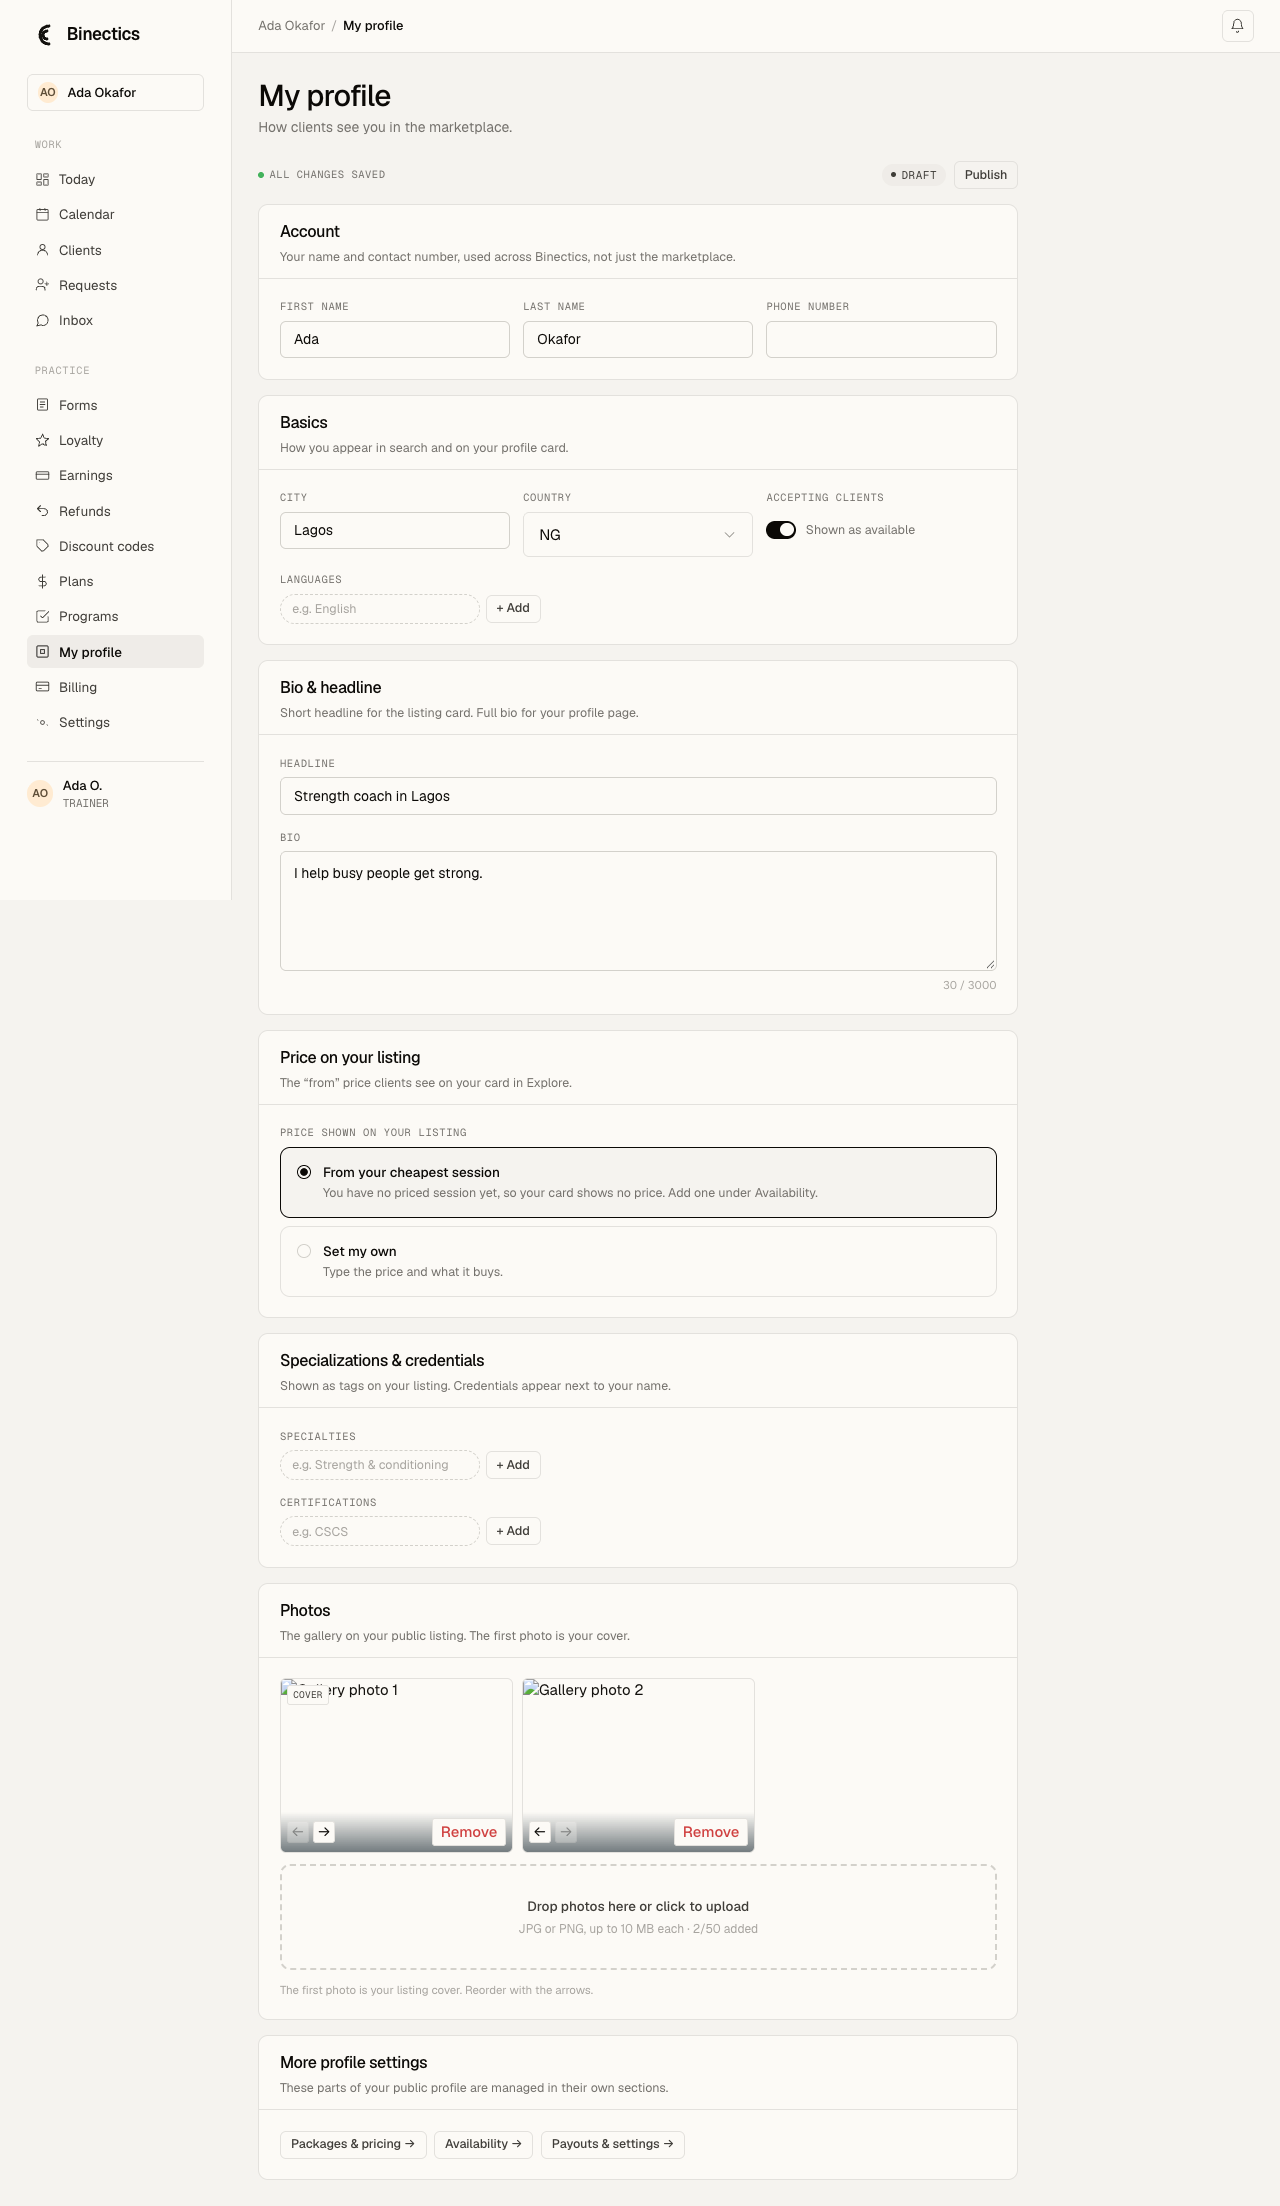 Binectics
AO Ada Okafor
WORK
Today
Calendar
Clients
Requests
Inbox
PRACTICE
Forms
Loyalty
Earnings
Refunds
Discount codes
Plans
Programs
My profile
Billing
Settings
AO Ada O.
TRAINER
Ada Okafor / My profile
My profile
How clients see you in the marketplace.
ALL CHANGES SAVED
DRAFT
Publish
Account
Your name and contact number, used across Binectics, not just the marketplace.
FIRST NAME LAST NAME PHONE NUMBER
Ada Okafor
Basics
How you appear in search and on your profile card.
CITY COUNTRY ACCEPTING CLIENTS
Lagos NG Shown as available
LANGUAGES
e.g. English + Add
Bio & headline
Short headline for the listing card. Full bio for your profile page.
HEADLINE
Strength coach in Lagos
BIO
I help busy people get strong.
30 / 3000
Price on your listing
The “from” price clients see on your card in Explore.
PRICE SHOWN ON YOUR LISTING
From your cheapest session
You have no priced session yet, so your card shows no price. Add one under Availability.
Set my own
Type the price and what it buys.
Specializations & credentials
Shown as tags on your listing. Credentials appear next to your name.
SPECIALTIES
e.g. Strength & conditioning + Add
CERTIFICATIONS
e.g. CSCS + Add
Photos
The gallery on your public listing. The first photo is your cover.
COVER
photo 1
Gallery photo 2
← → Remove
← → Remove
Drop photos here or click to upload
JPG or PNG, up to 10 MB each · 2/50 added
The first photo is your listing cover. Reorder with the arrows.
More profile settings
These parts of your public profile are managed in their own sections.
Packages & pricing →
Availability →
Payouts & settings →